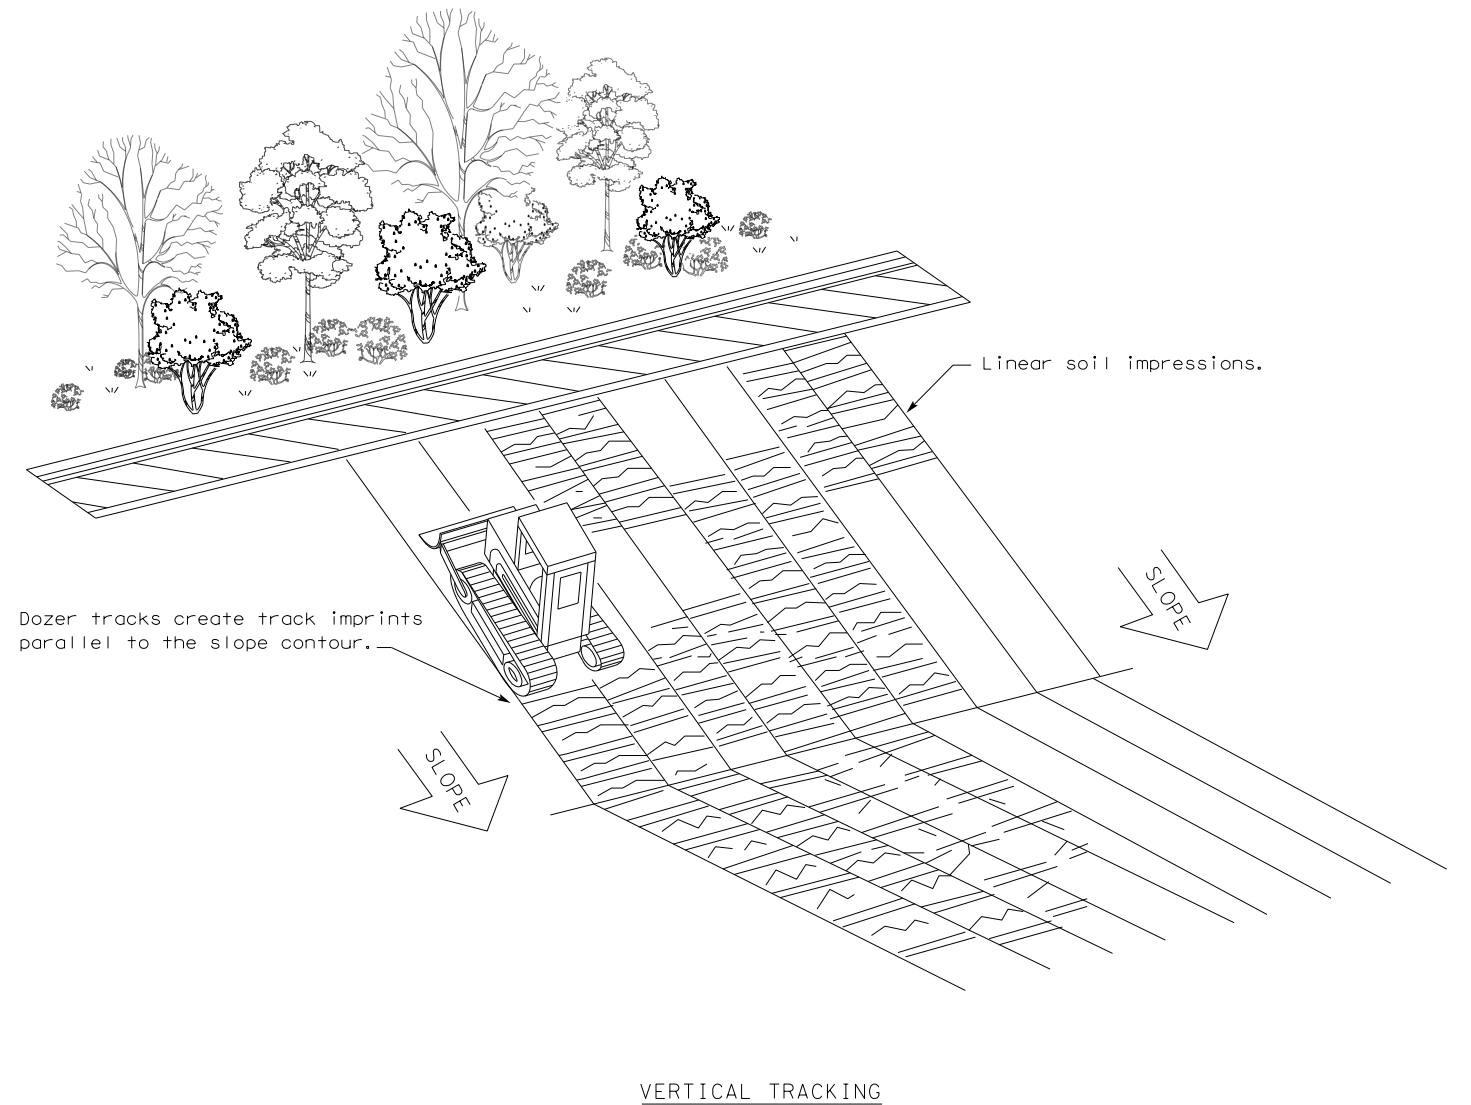 Linear soil impressions.
SLOPE
Dozer tracks create track imprints
parallel to the slope contour.
SLOPE
VERTICAL TRACKING